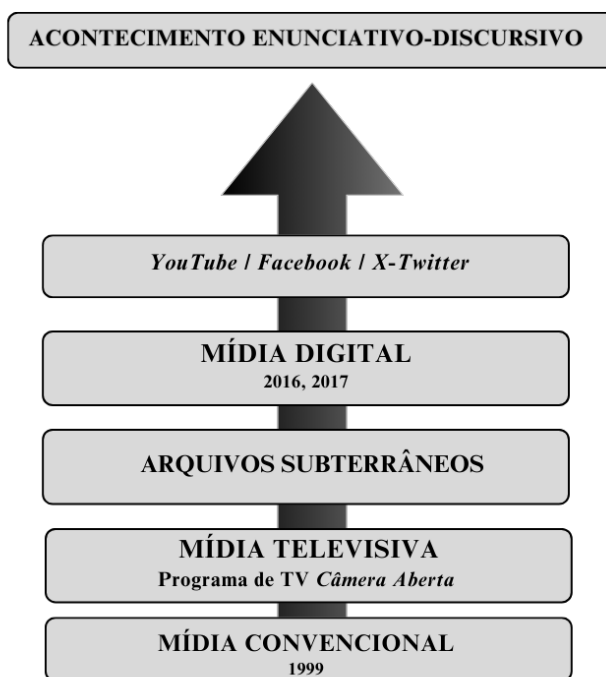 ACONTECIMENTO ENUNCIATIVO-DISCURSIVO
YouTube / Facebook / X-Twitter
MÍDIA DIGITAL
2016, 2017
ARQUIVOS SUBTERRÂNEOS
MÍDIA TELEVISIVA
Programa de TV Câmera Aberta
MÍDIA CONVENCIONAL
1999